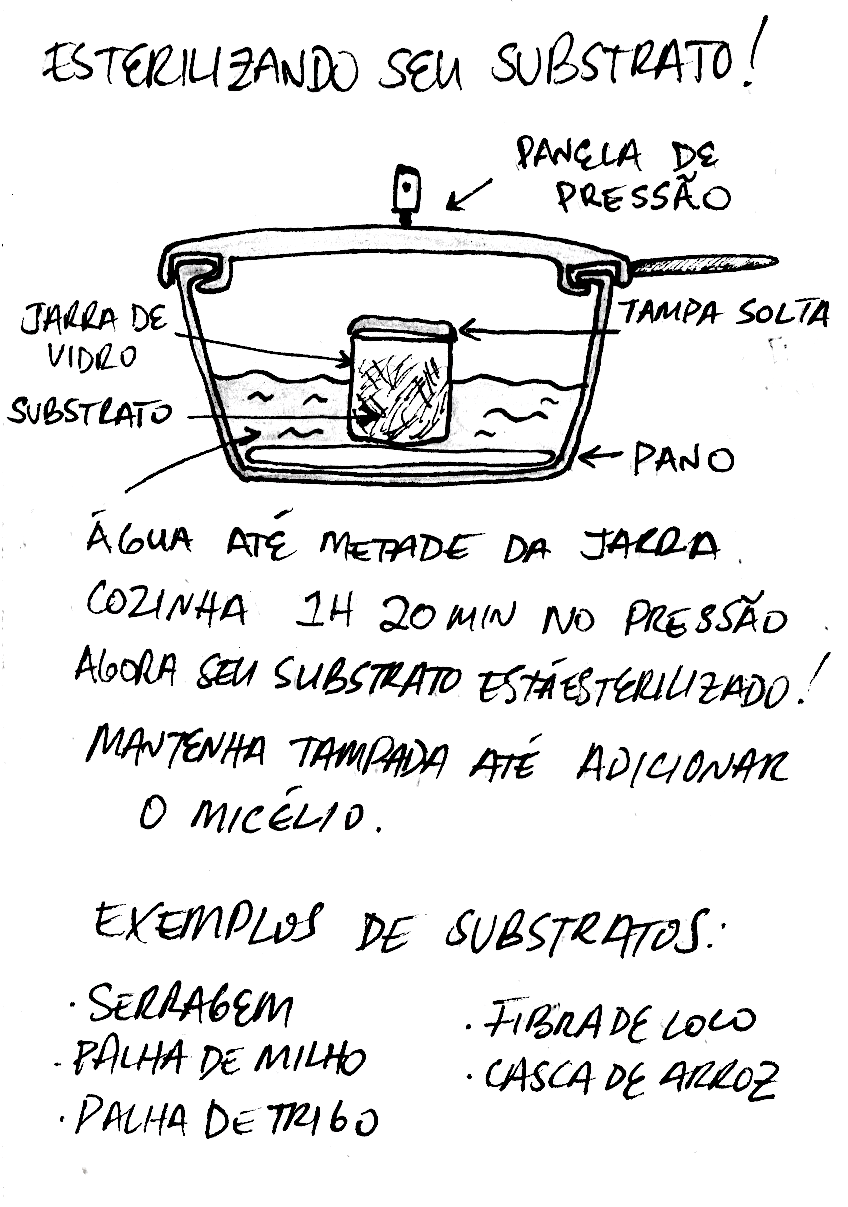 ESTERILIZANDO SEU SUBSTRATO!
PANELA DE
PRESSÃO
JARRA DE
VIDRO
TAMPA SOLTA
SUBSTRATO
PANO
ÁGUA ATÉ METADE DA JARRA.
COZINHA 1H 20 MIN NO PRESSÃO.
AGORA SEU SUBSTRATO ESTÁ ESTERILIZADO!
MANTENHA TAMPADA ATÉ ADICIONAR
O MICÉLIO.
EXEMPLOS DE SUBSTRATOS:
· SERRAGEM
· PALHA DE MILHO
· PALHA DE TRIGO
· FIBRA DE COCO
· CASCA DE ARROZ